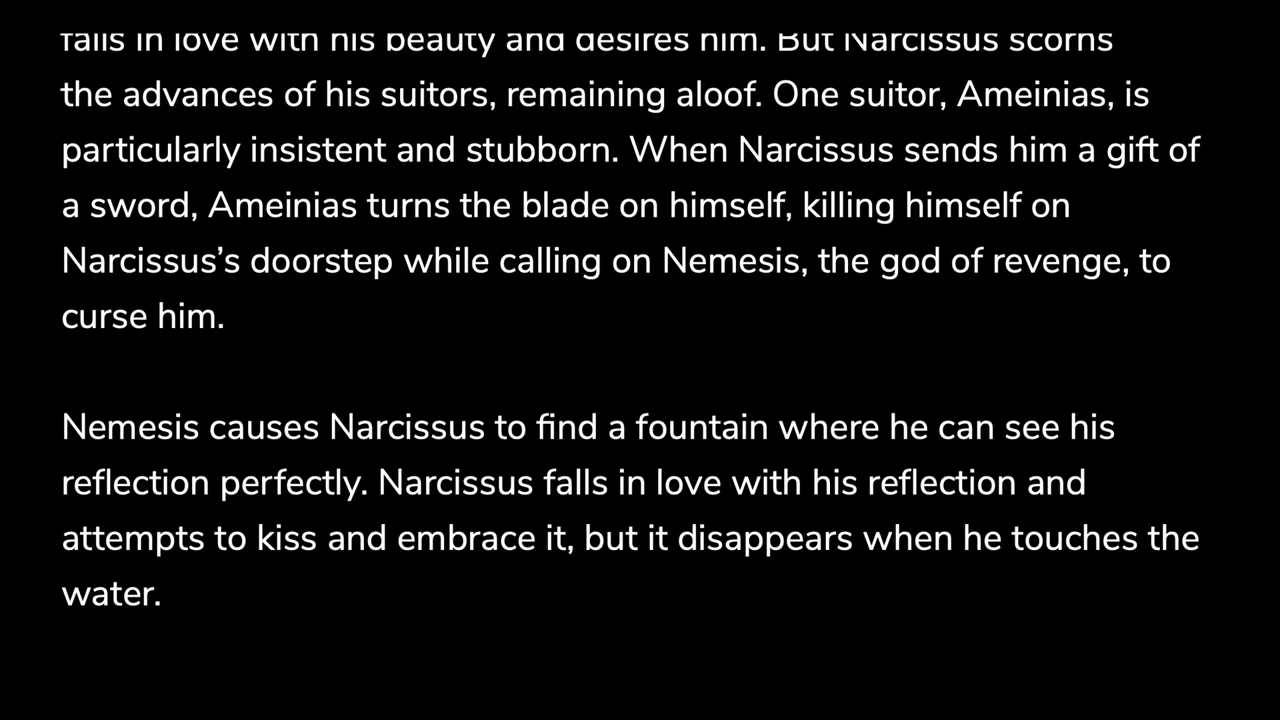 falls in love with his beauty and desires him. But Narcissus scorns
the advances of his suitors, remaining aloof. One suitor, Ameinias, is
particularly insistent and stubborn. When Narcissus sends him a gift of
a sword, Ameinias turns the blade on himself, killing himself on
Narcissus’s doorstep while calling on Nemesis, the god of revenge, to
curse him.
Nemesis causes Narcissus to find a fountain where he can see his
reflection perfectly. Narcissus falls in love with his reflection and
attempts to kiss and embrace it, but it disappears when he touches the
water.